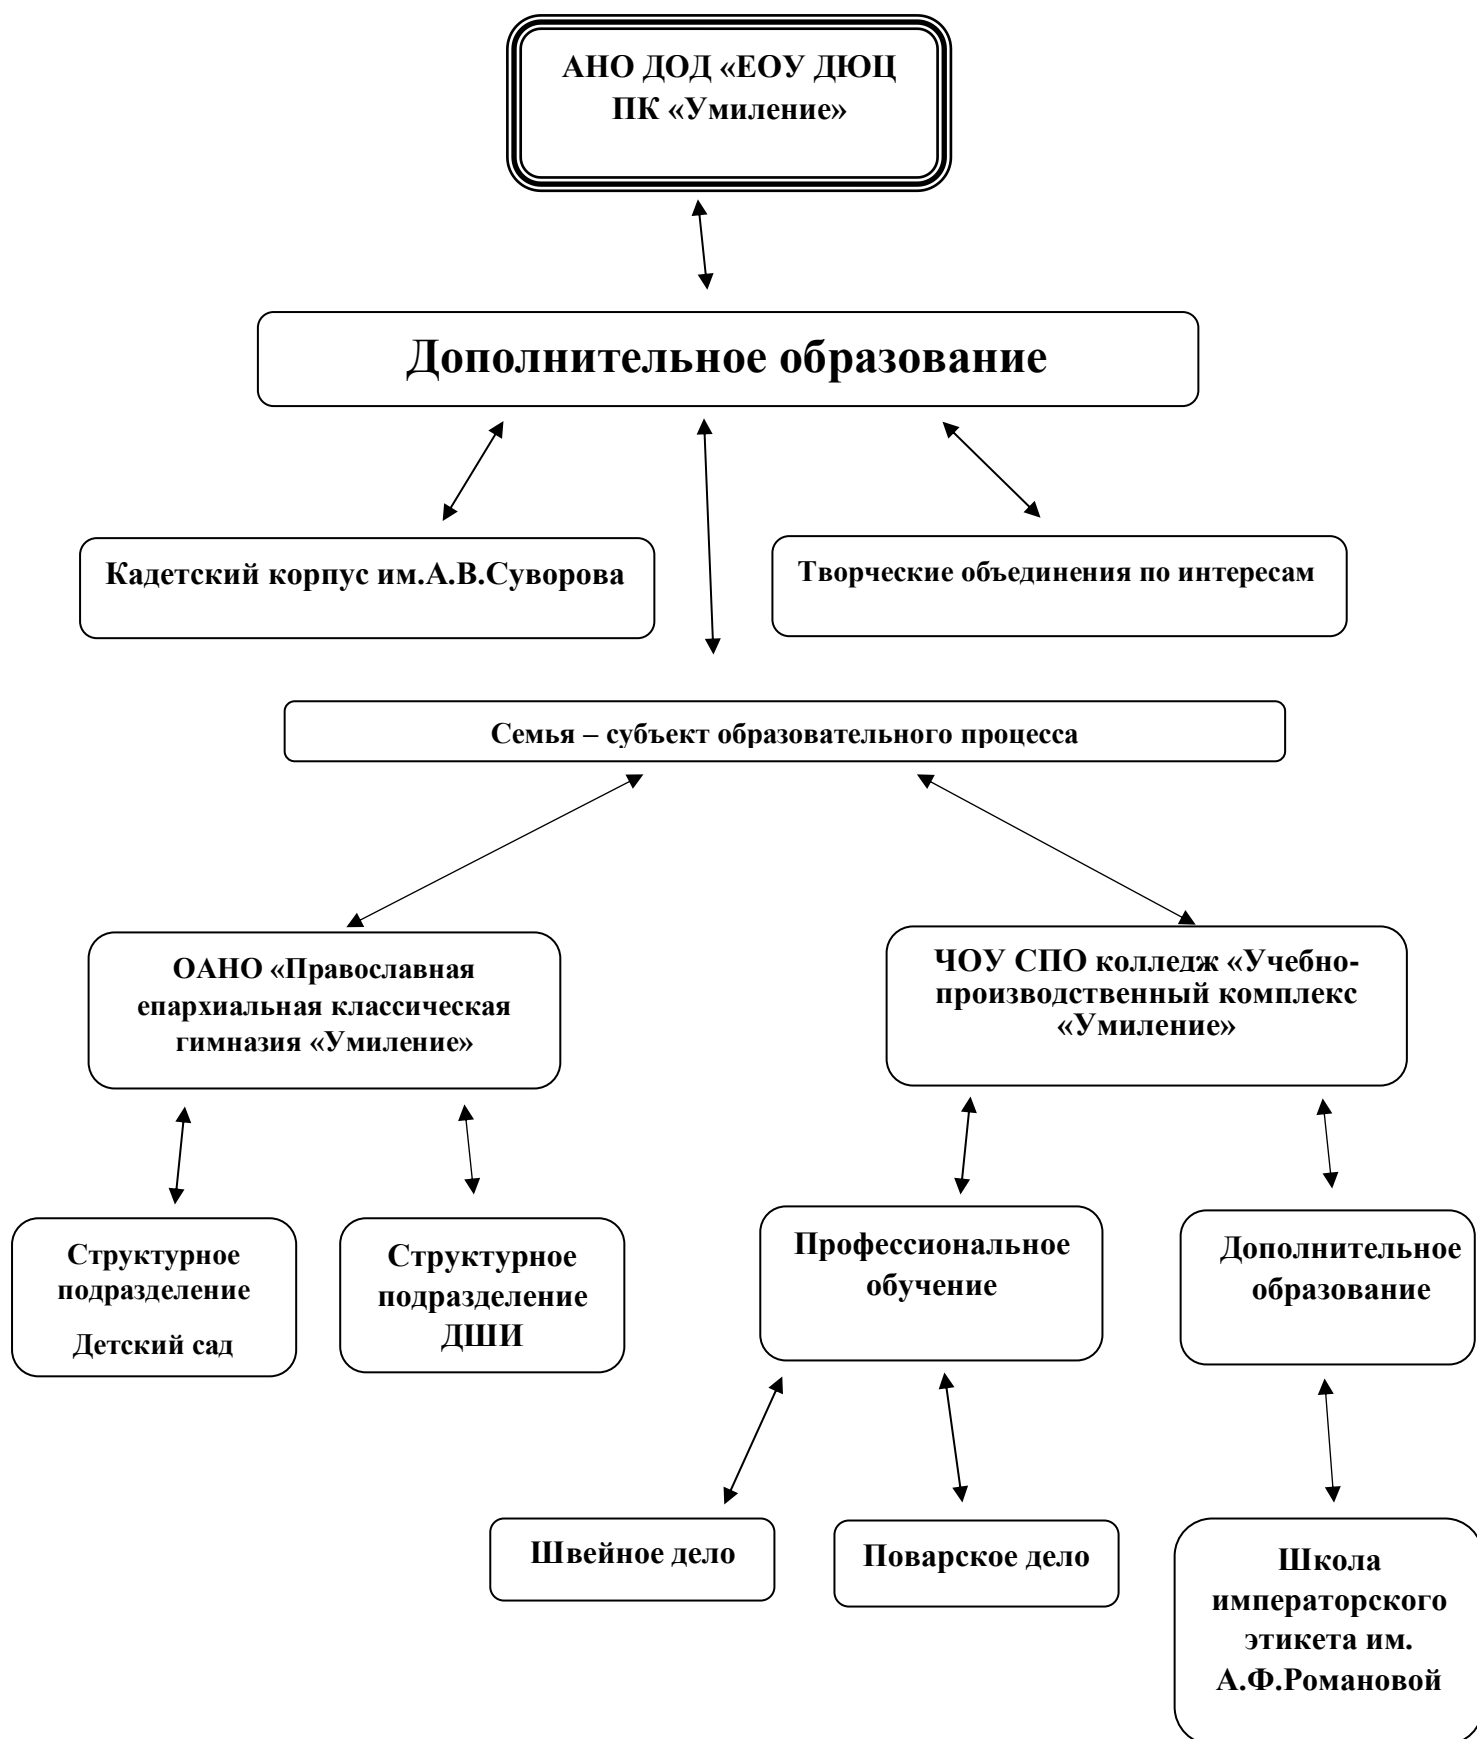 АНО ДОД «ЕОУ ДЮЦ
ПК «Умиление»
Дополнительное образование
Кадетский корпус им.А.В.Суворова
Творческие объединения по интересам
Семья – субъект образовательного процесса
ОАНО «Православная
епархиальная классическая
гимназия «Умиление»
ЧОУ СПО колледж «Учебно-
производственный комплекс
«Умиление»
Структурное
подразделение
Детский сад
Структурное
подразделение
ДШИ
Профессиональное
обучение
Дополнительное
образование
Швейное дело
Поварское дело
Школа
императорского
этикета им.
А.Ф.Романовой